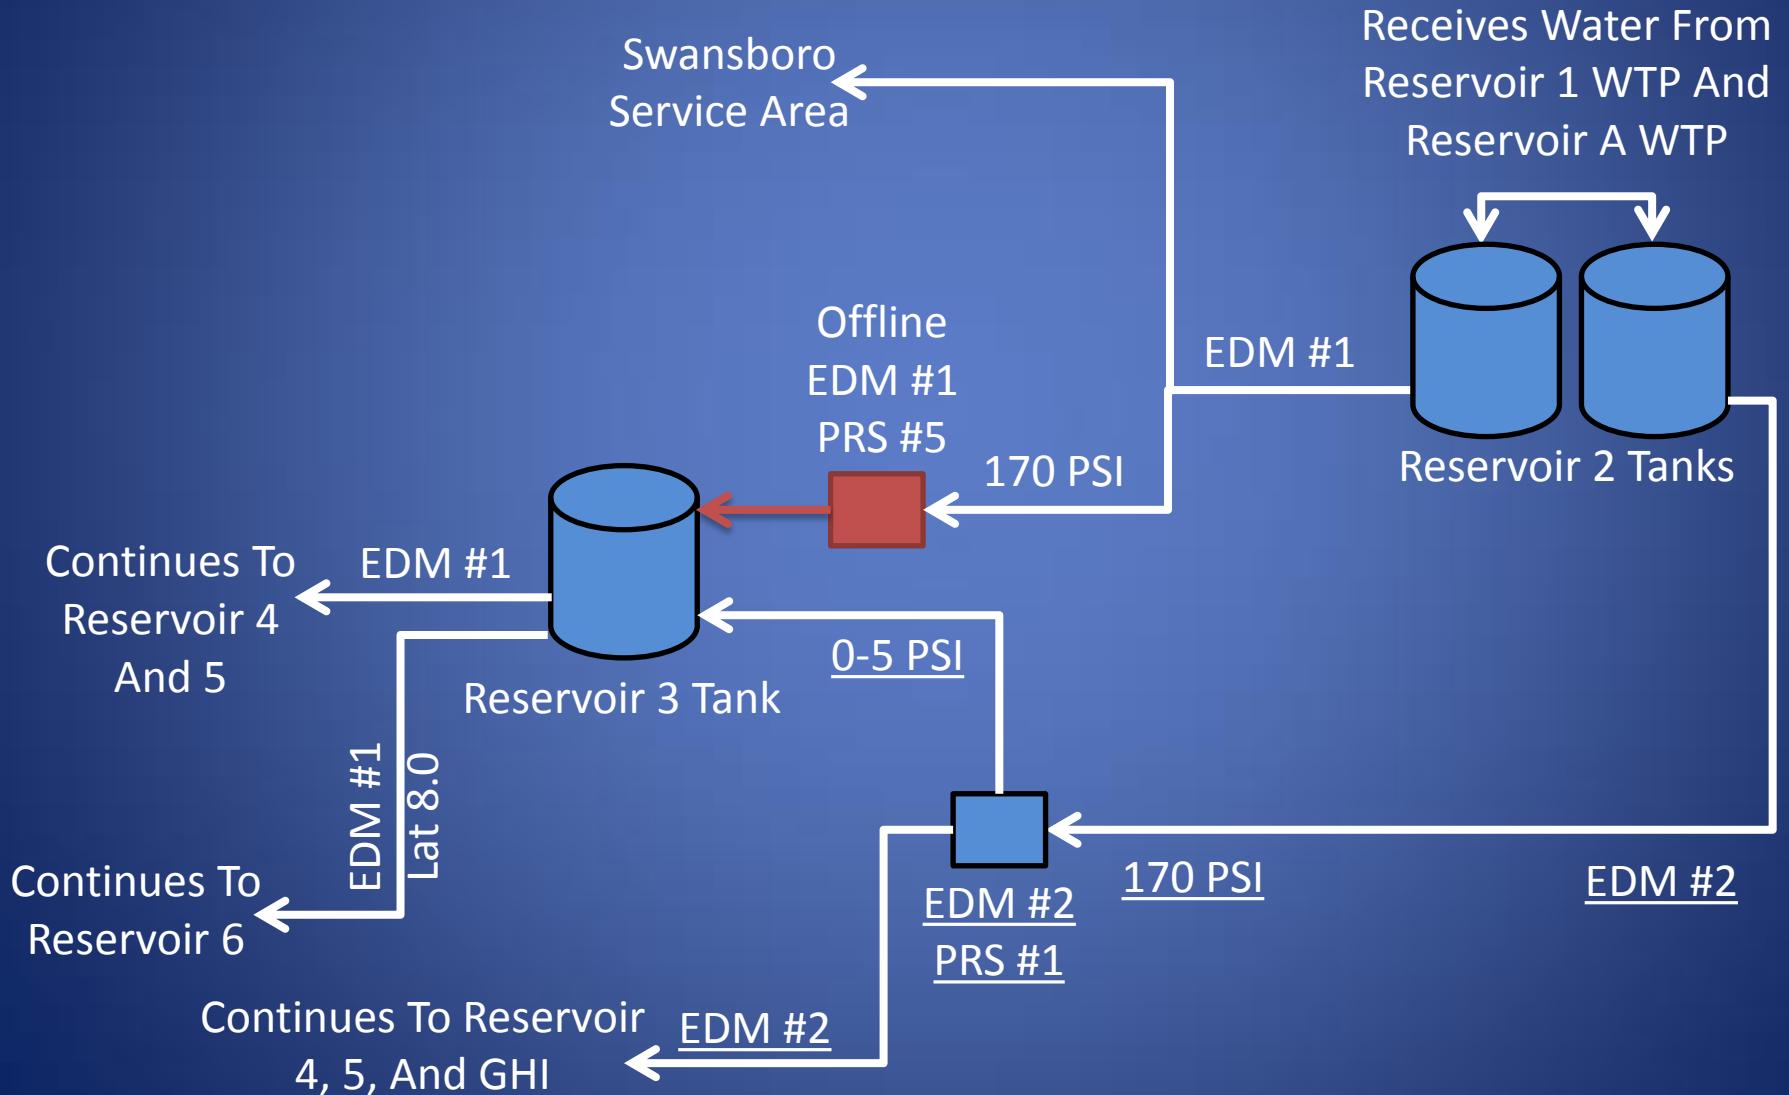 Receives Water From
Reservoir 1 WTP And
Reservoir A WTP
Swansboro
Service Area
Offline
EDM #1
PRS #5
EDM #1
170 PSI
Reservoir 2 Tanks
Continues To
Reservoir 4
And 5
EDM #1
0-5 PSI
Reservoir 3 Tank
EDM #1
Lat 8.0
Continues To
Reservoir 6
EDM #2
PRS #1
170 PSI
EDM #2
Continues To Reservoir
4, 5, And GHI
EDM #2